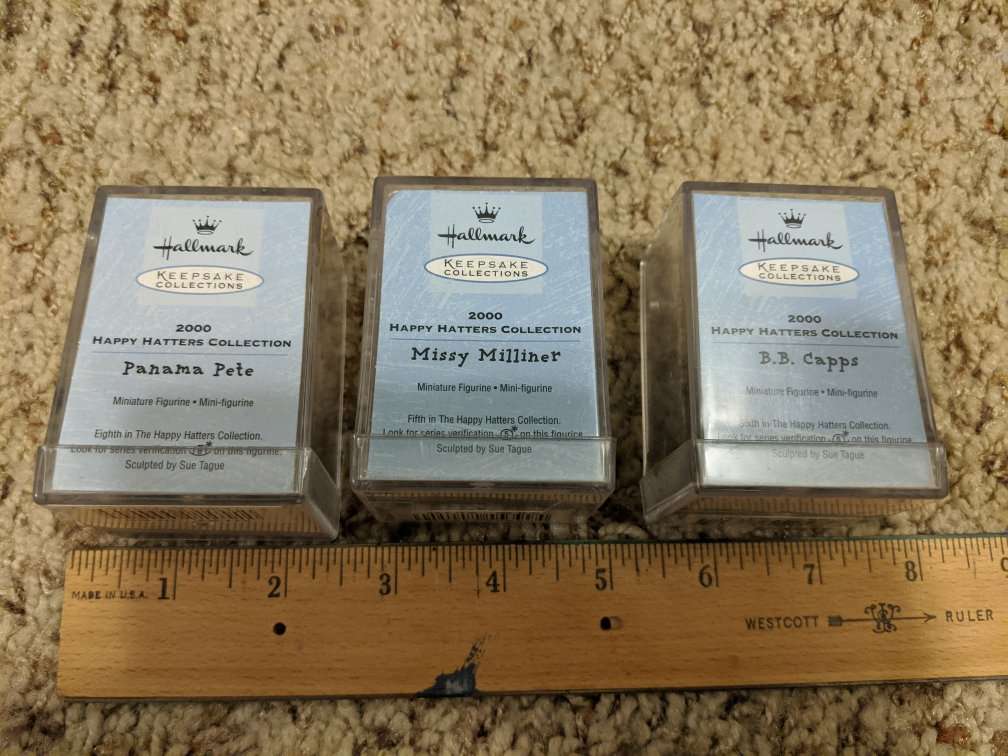 Hallmark
KEEPSAKE
COLLECTIONS
2000
HAPPY HATTERS COLLECTION
Panama Pete
Miniature Figurine • Mini-figurine
Eighth in The Happy Hatters Collection.
Look for series verification 8 * on this figurine.
Sculpted by Sue Tague
Hallmark
KEEPSAKE
COLLECTIONS
2000
HAPPY HATTERS COLLECTION
Missy Milliner
Miniature Figurine • Mini-figurine
Fifth in The Happy Hatters Collection.
Look for series verification 5 * on this figurine.
Sculpted by Sue Tague
Hallmark
KEEPSAKE
COLLECTIONS
2000
HAPPY HATTERS COLLECTION
B.B. Capps
Miniature Figurine • Mini-figurine
in The Happy Hatters Collection.
Look for series verification * on this figurine.
Sculpted by Sue Tague
1 2 3 4 5 6 7 8
MADE IN U.S.A.
WESTCOTT W RULER